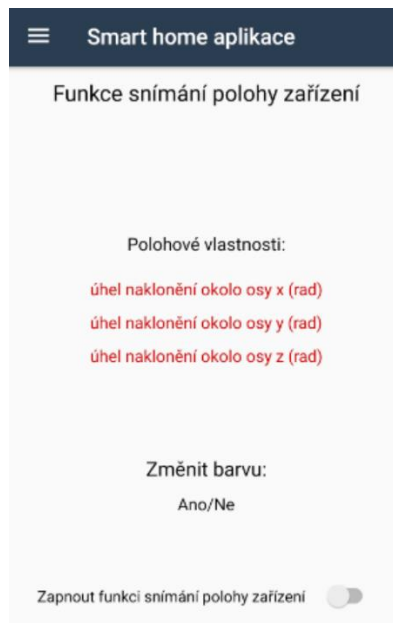 Smart home aplikace
Funkce snímání polohy zařízení
Polohové vlastnosti:
úhel naklonění okolo osy x (rad)
úhel naklonění okolo osy y (rad)
úhel naklonění okolo osy z (rad)
Změnit barvu:
Ano/Ne
Zapnout funkci snímání polohy zařízení